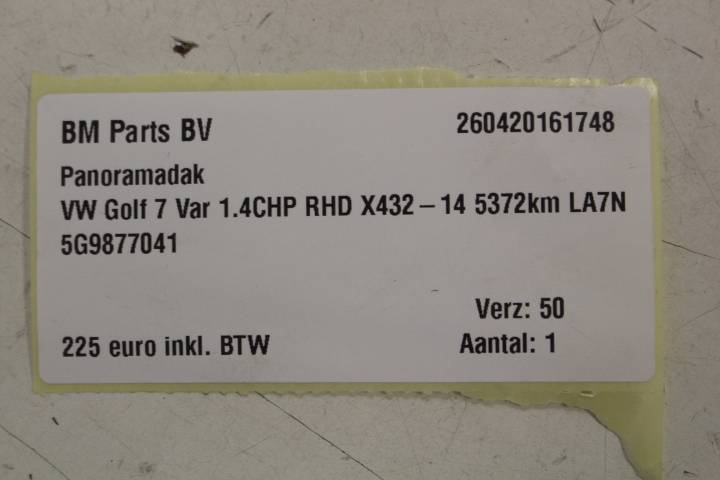 BM Parts BV 260420161748
Panoramadak
VW Golf 7 Var 1.4CHP RHD X432 – 14 5372km LA7N
5G9877041
Verz: 50
225 euro inkl. BTW Aantal: 1